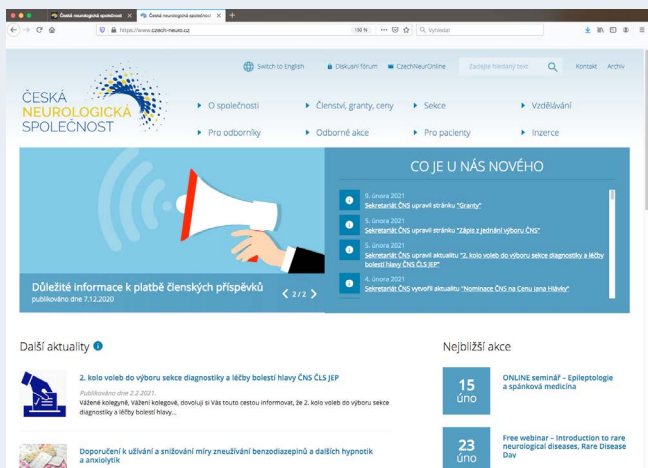 Česká neurologická společnost
Česká neurologická společnost
https://www.czech-neuro.cz
Vyhledat
Switch to English
Diskusní fórum
CzechNeurOnline
Zadejte hledaný text
Kontakt
Archiv
ČESKÁ
NEUROLOGICKÁ
SPOLEČNOST
O společnosti
Členství, granty, ceny
Sekce
Vzdělávání
Pro odborníky
Odborné akce
Pro pacienty
Inzerce
Důležité informace k platbě členských příspěvků
publikováno dne 7.12.2020
2 / 2
CO JE U NÁS NOVÉHO
9. února 2021
Sekretariát ČNS upravil stránku "Granty"
5. února 2021
Sekretariát ČNS upravil stránku "Zápis z jednání výboru ČNS"
5. února 2021
Sekretariát ČNS upravil aktualitu "2. kolo voleb do výboru sekce diagnostiky a léčby
bolestí hlavy ČNS ČLS JEP"
4. února 2021
Sekretariát ČNS vytvořil aktualitu "Nominace ČNS na Cenu Jana Hlávky"
Další aktuality
2. kolo voleb do výboru sekce diagnostiky a léčby bolestí hlavy ČNS ČLS JEP
Publikováno dne 2.2.2021.
Vážené kolegyně, Vážení kolegové, dovoluji si Vás touto cestou informovat, že 2. kolo voleb do výboru sekce
diagnostiky a léčby bolestí hlavy...
Doporučení k užívání a snižování míry zneužívání benzodiazepinů a dalších hypnotik
a anxiolytik
Nejbližší akce
15
úno
ONLINE seminář – Epileptologie
a spánková medicína
23
úno
Free webinar – Introduction to rare
neurological diseases, Rare Disease
Day